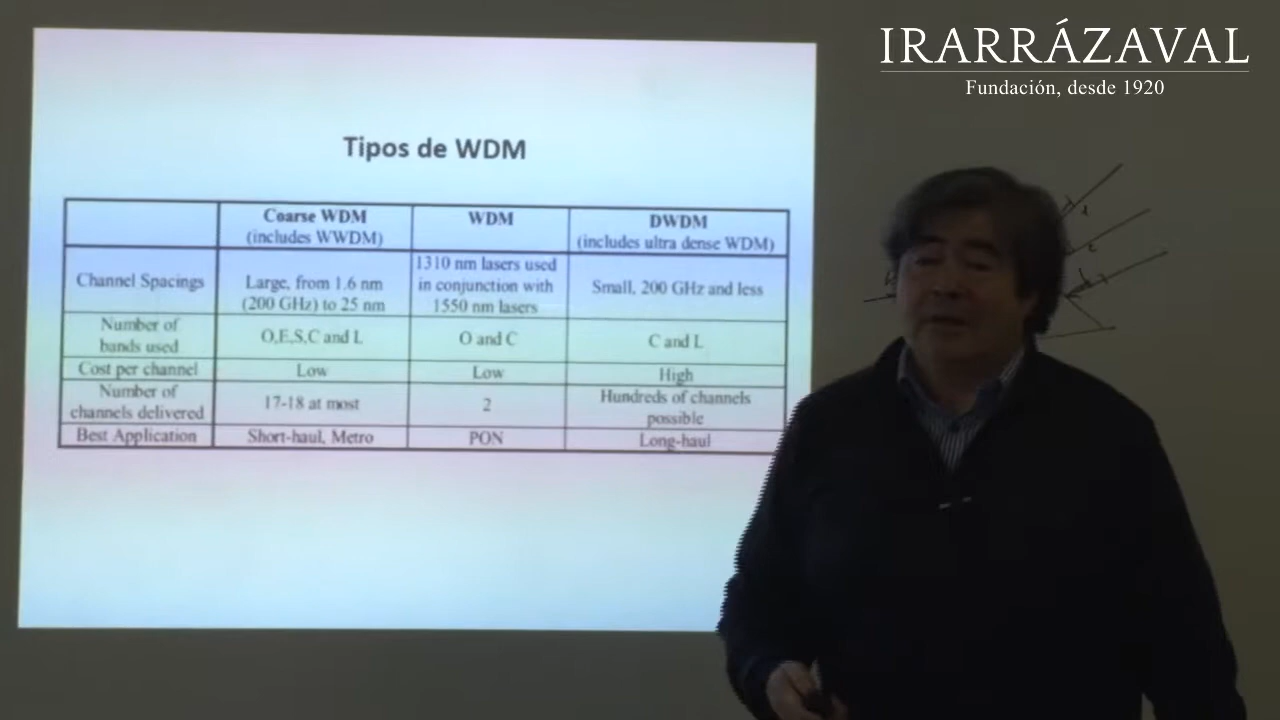 IRARRÁZAVAL
Fundación, desde 1920
Tipos de WDM
Coarse WDM
(includes WWDM)
WDM
DWDM
(includes ultra dense WDM)
Channel Spacings
Large, from 1.6 nm
(200 GHz) to 25 nm
1310 nm lasers used
in conjunction with
1550 nm lasers
Small, 200 GHz and less
Number of
bands used
O,E,S,C and L
O and C
C and L
Cost per channel
Low
Low
High
Number of
channels delivered
17-18 at most
2
Hundreds of channels
possible
Best Application
Short-haul, Metro
PON
Long-haul